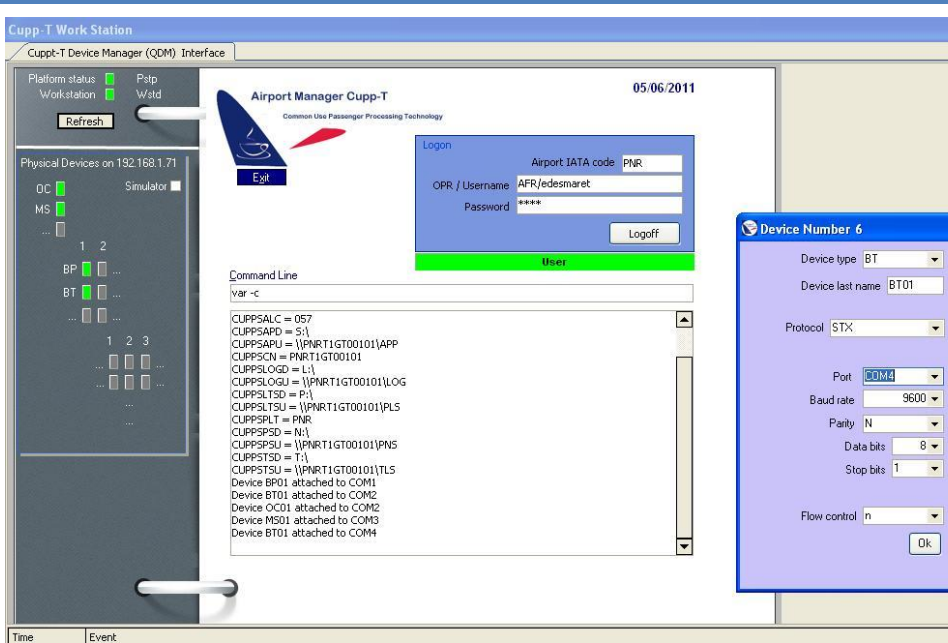 Cupp-T Work Station
Cuppt-T Device Manager (QDM) Interface
Platform status Pstp
Workstation Wstd
Refresh
Physical Devices on 192.168.1.71
OC Simulator
MS
...
1 2
BP ...
BT ...
... ...
1 2 3
... ...
... ...
...
...
Airport Manager Cupp-T
Common Use Passenger Processing Technology
05/06/2011
Exit
Logon
Airport IATA code PNR
OPR / Username AFR/edesmaret
Password ****
Logoff
User
Command Line
var -c
CUPPSALC = 057
CUPPSAPD = S:\
CUPPSAPU = \\PNRT1GT00101\APP
CUPPSCN = PNRT1GT00101
CUPPSLOGD = L:\
CUPPSLOGU = \\PNRT1GT00101\LOG
CUPPSLTSD = P:\
CUPPSLTSU = \\PNRT1GT00101\PLS
CUPPSPLT = PNR
CUPPSPSD = N:\
CUPPSPSU = \\PNRT1GT00101\PNS
CUPPSTSD = T:\
CUPPSTSU = \\PNRT1GT00101\TLS
Device BP01 attached to COM1
Device BT01 attached to COM2
Device OC01 attached to COM2
Device MS01 attached to COM3
Device BT01 attached to COM4
Device Number 6
Device type BT
Device last name BT01
Protocol STX
Port COM4
Baud rate 9600
Parity N
Data bits 8
Stop bits 1
Flow control n
Ok
Time Event